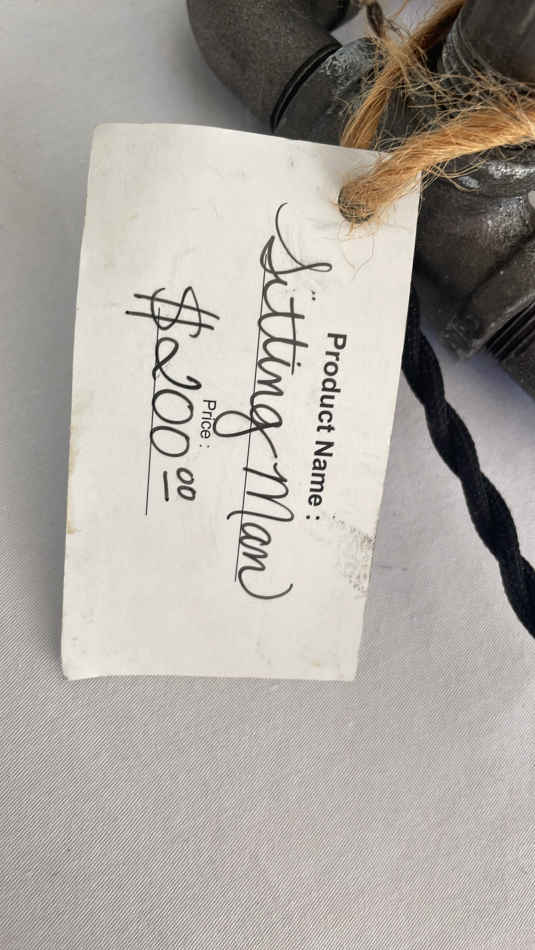 Product Name :
Sitting Man
Price :
$200.00